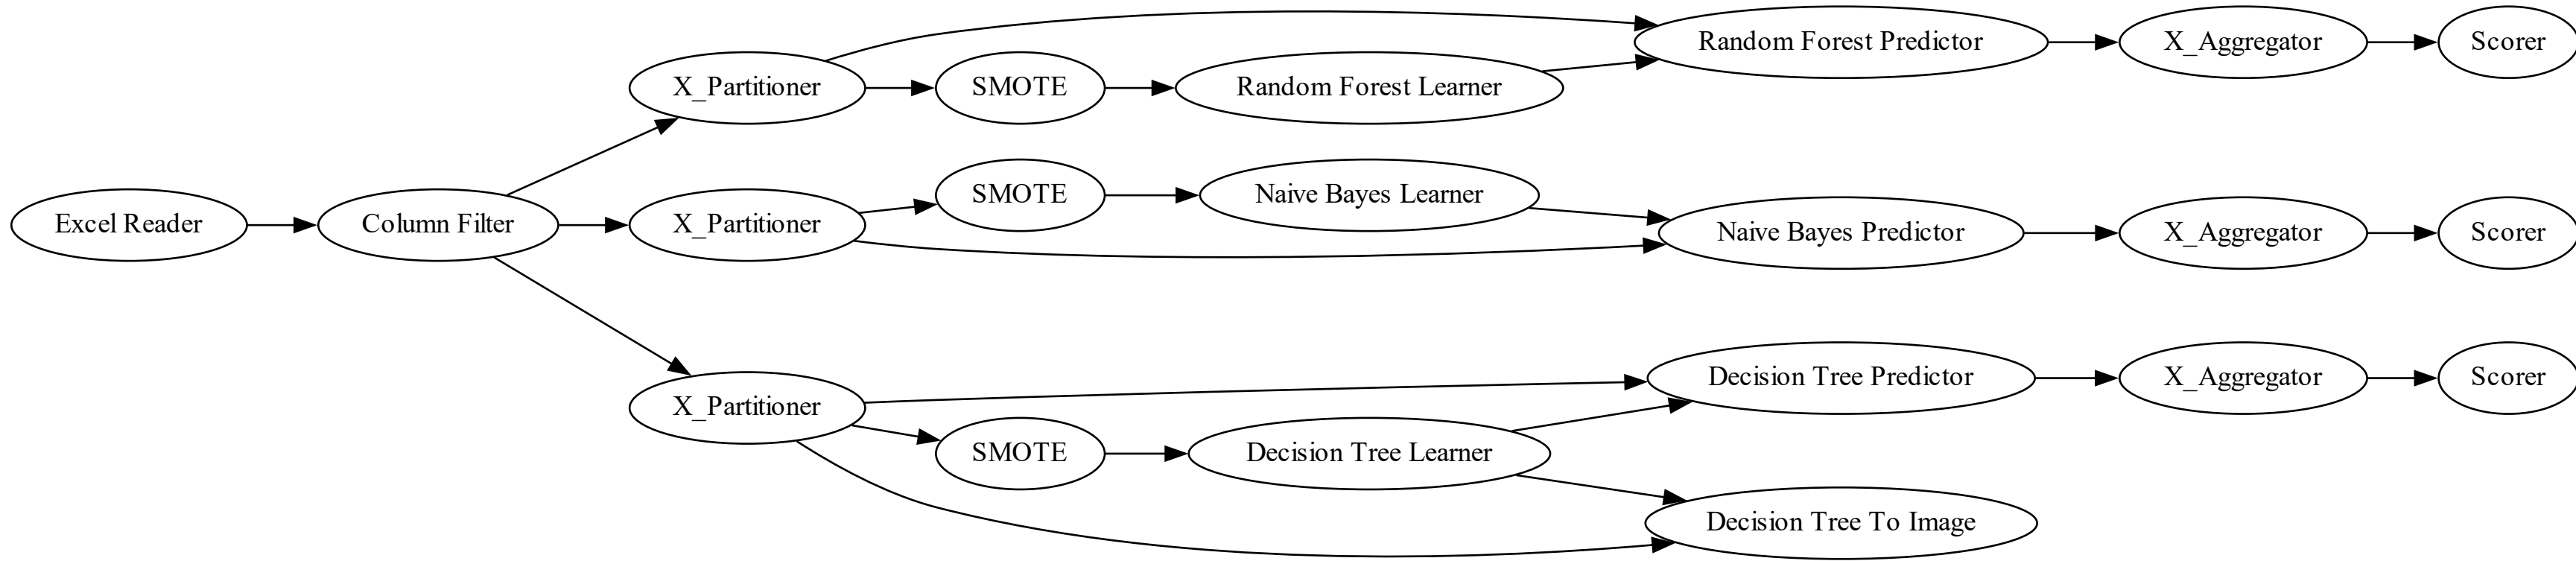 Excel Reader
Column Filter
X_Partitioner
SMOTE
Random Forest Learner
Random Forest Predictor
X_Aggregator
Scorer
X_Partitioner
SMOTE
Naive Bayes Learner
Naive Bayes Predictor
X_Aggregator
Scorer
X_Partitioner
SMOTE
Decision Tree Learner
Decision Tree Predictor
X_Aggregator
Scorer
Decision Tree To Image